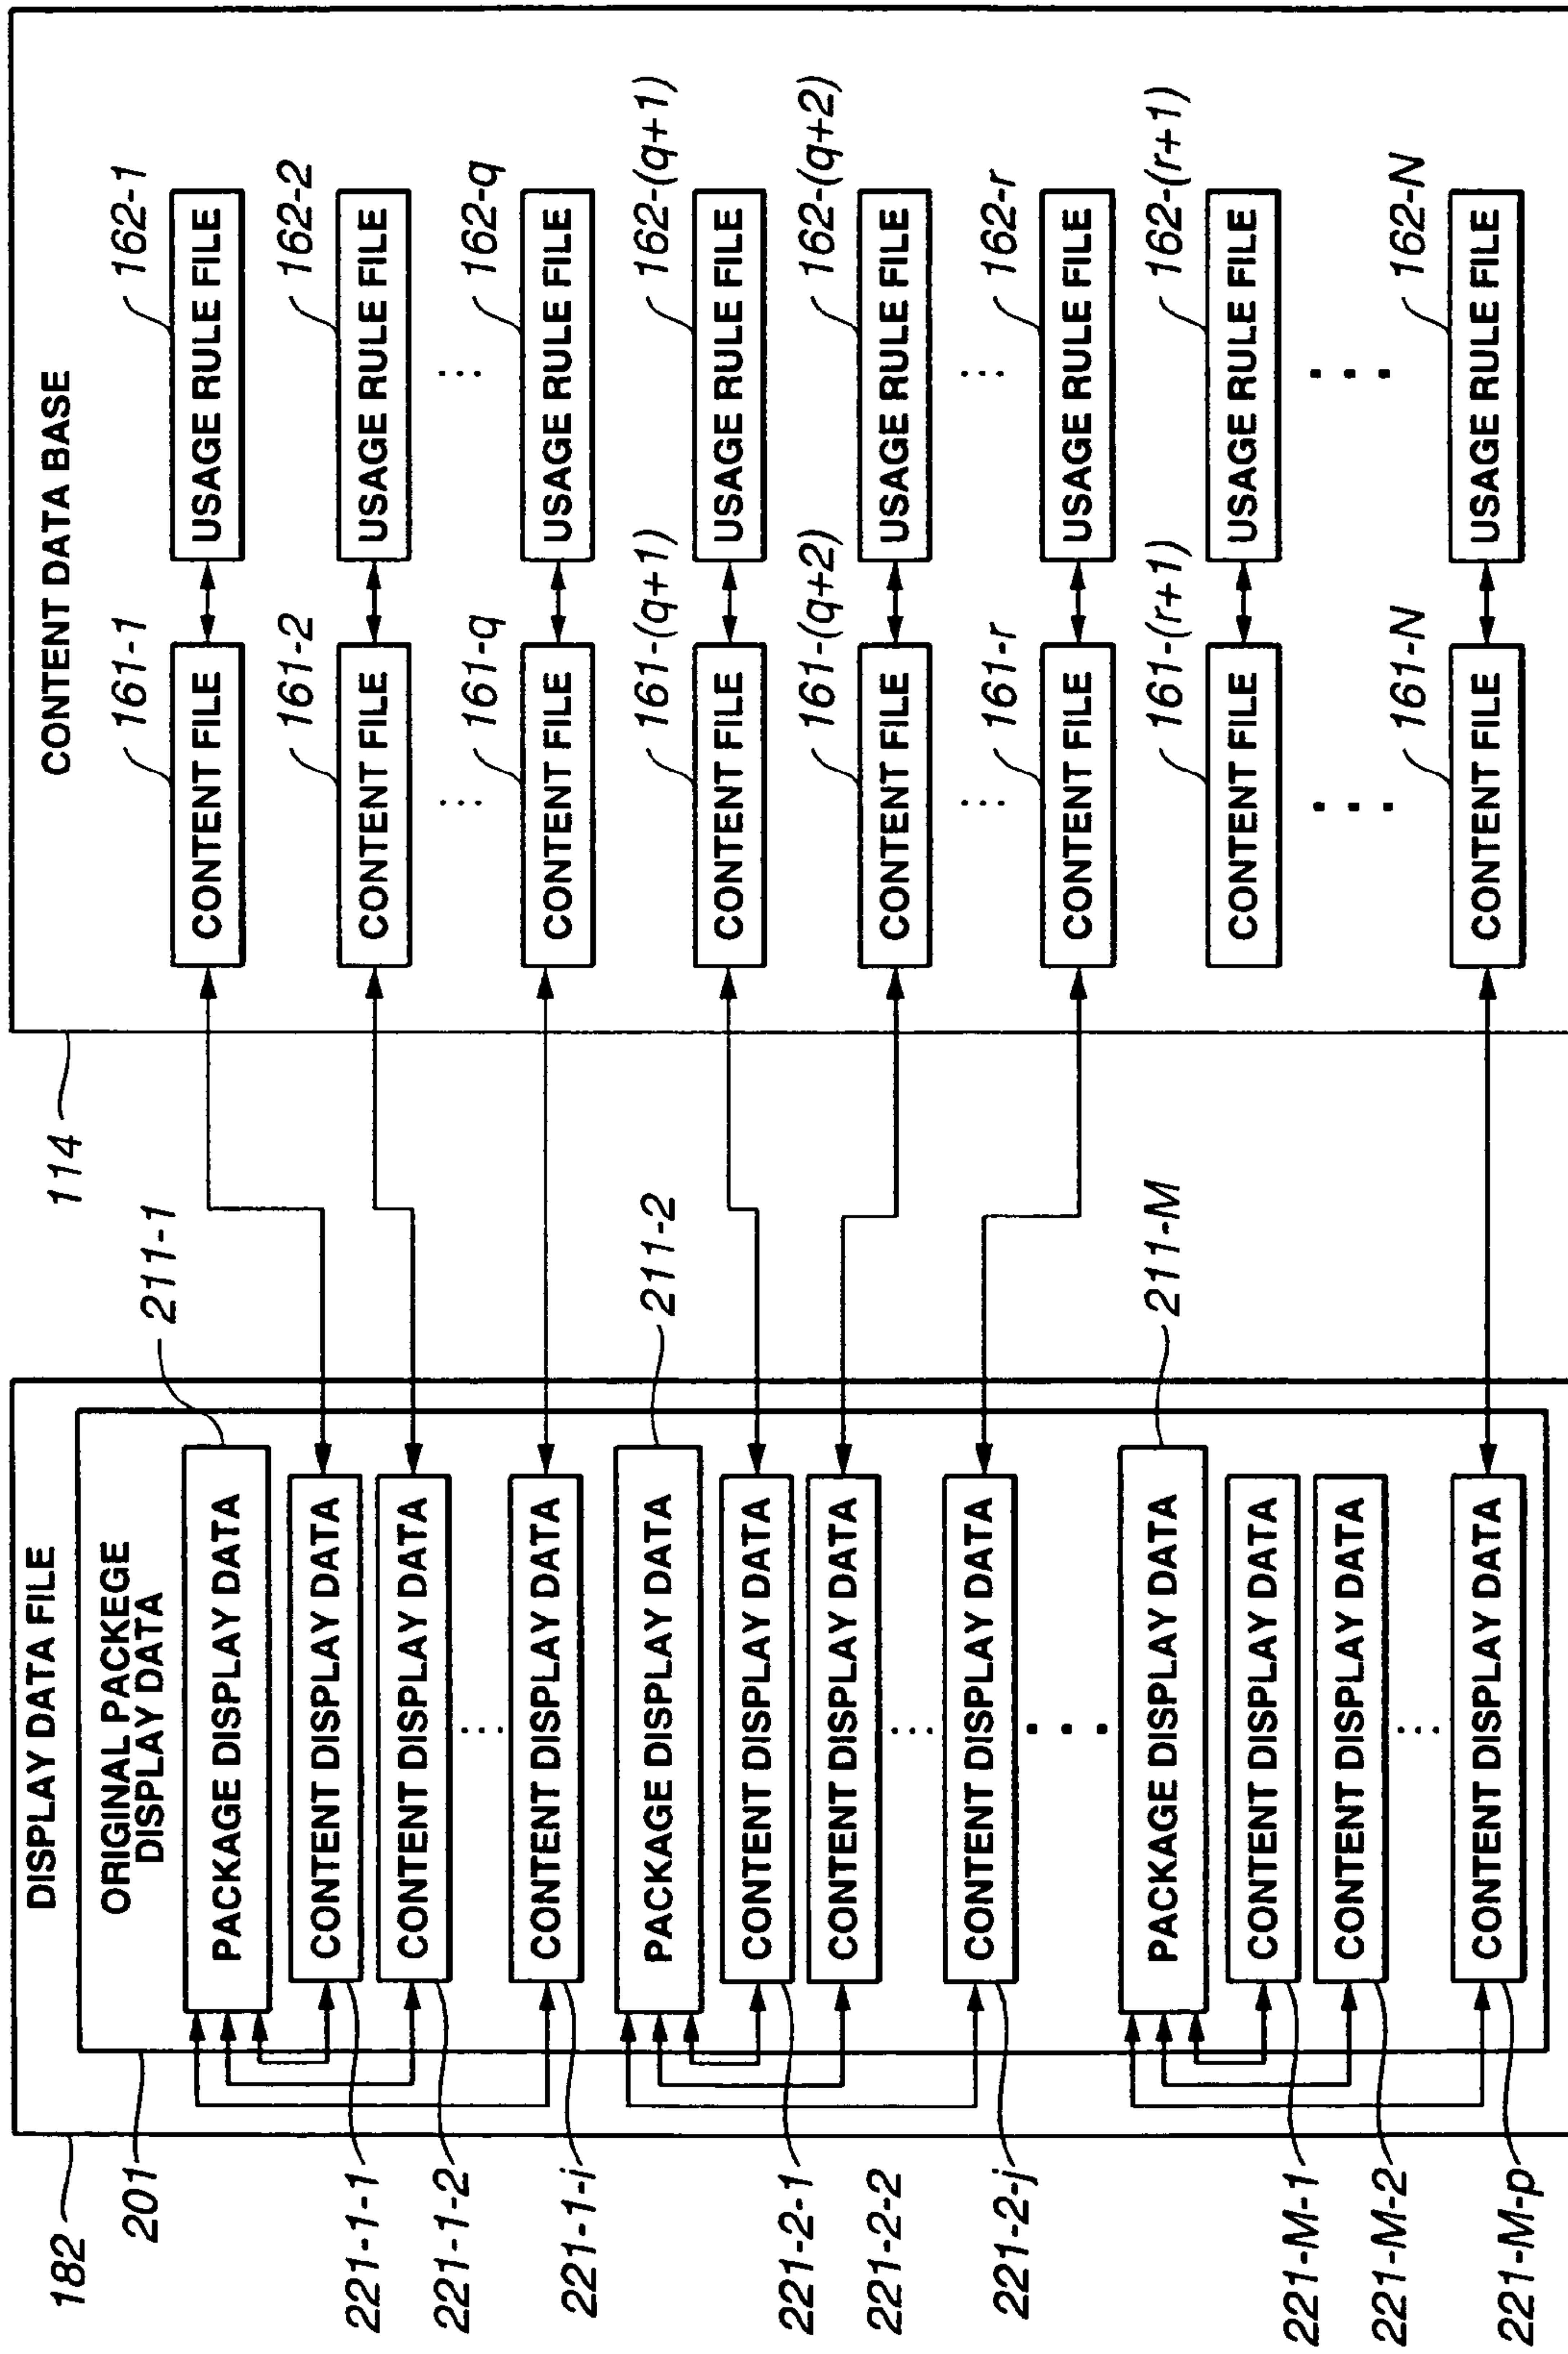 DISPLAY DATA FILE
182
ORIGINAL PACKEGE
DISPLAY DATA
201
PACKAGE DISPLAY DATA
211-1
CONTENT DISPLAY DATA
221-1-1
CONTENT DISPLAY DATA
221-1-2
...
CONTENT DISPLAY DATA
221-1-i
PACKAGE DISPLAY DATA
211-2
CONTENT DISPLAY DATA
221-2-1
CONTENT DISPLAY DATA
221-2-2
...
CONTENT DISPLAY DATA
221-2-j
...
PACKAGE DISPLAY DATA
211-M
CONTENT DISPLAY DATA
221-M-1
CONTENT DISPLAY DATA
221-M-2
...
CONTENT DISPLAY DATA
221-M-p
114
CONTENT DATA BASE
161-1
CONTENT FILE
162-1
USAGE RULE FILE
161-2
CONTENT FILE
162-2
USAGE RULE FILE
...
...
161-q
CONTENT FILE
162-q
USAGE RULE FILE
161-(q+1)
CONTENT FILE
162-(q+1)
USAGE RULE FILE
161-(q+2)
CONTENT FILE
162-(q+2)
USAGE RULE FILE
...
...
161-r
CONTENT FILE
162-r
USAGE RULE FILE
161-(r+1)
CONTENT FILE
162-(r+1)
USAGE RULE FILE
...
...
161-N
CONTENT FILE
162-N
USAGE RULE FILE